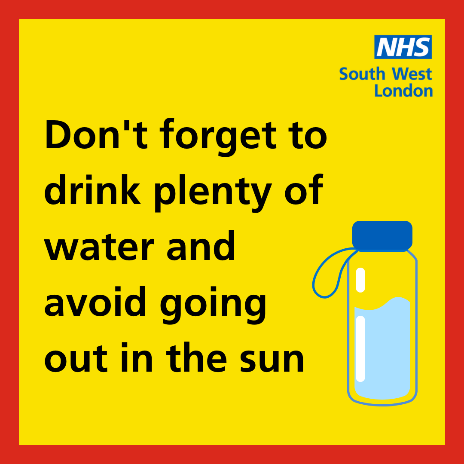 NHS
South West
London
Don't forget to
drink plenty of
water and
avoid going
out in the sun